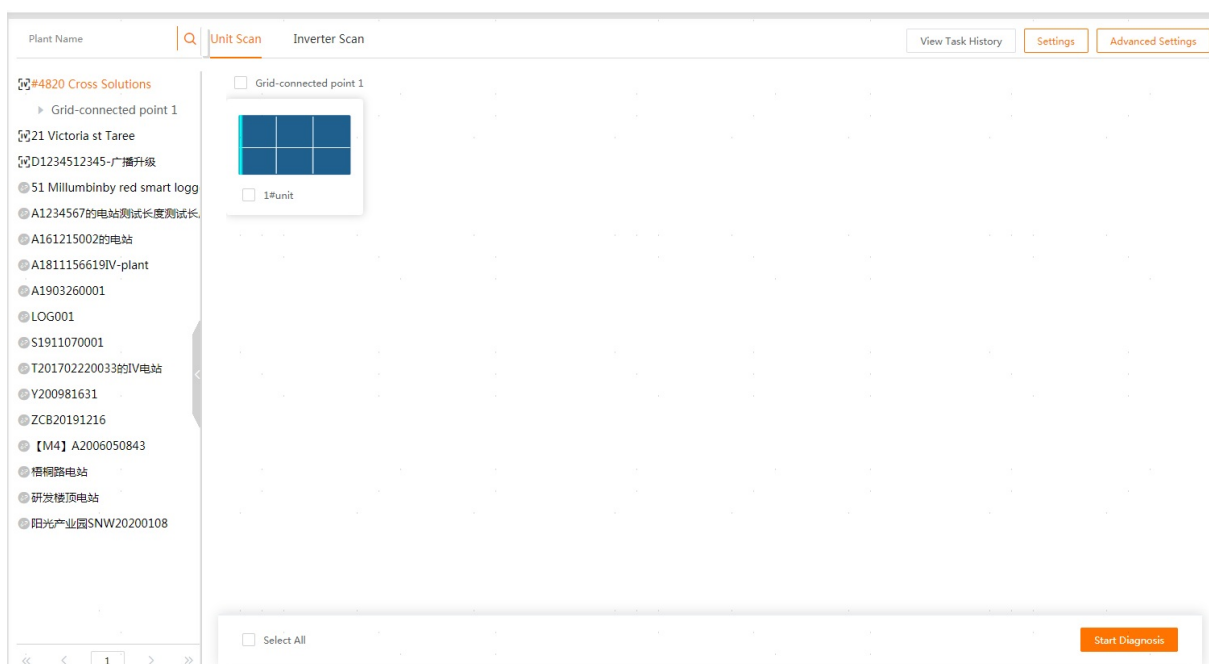 Plant Name
Unit Scan
Inverter Scan
View Task History
Settings
Advanced Settings
#4820 Cross Solutions
Grid-connected point 1
21 Victoria st Taree
D1234512345-广播升级
51 Millumbinby red smart logg
A1234567的电站测试长度测试长
A161215002的电站
A1811156619IV-plant
A1903260001
LOG001
S1911070001
T201702220033的IV电站
Y200981631
ZCB20191216
【M4】A2006050843
梧桐路电站
研发楼顶电站
阳光产业园SNW20200108
« < 1 > »
Grid-connected point 1
1#unit
Select All
Start Diagnosis